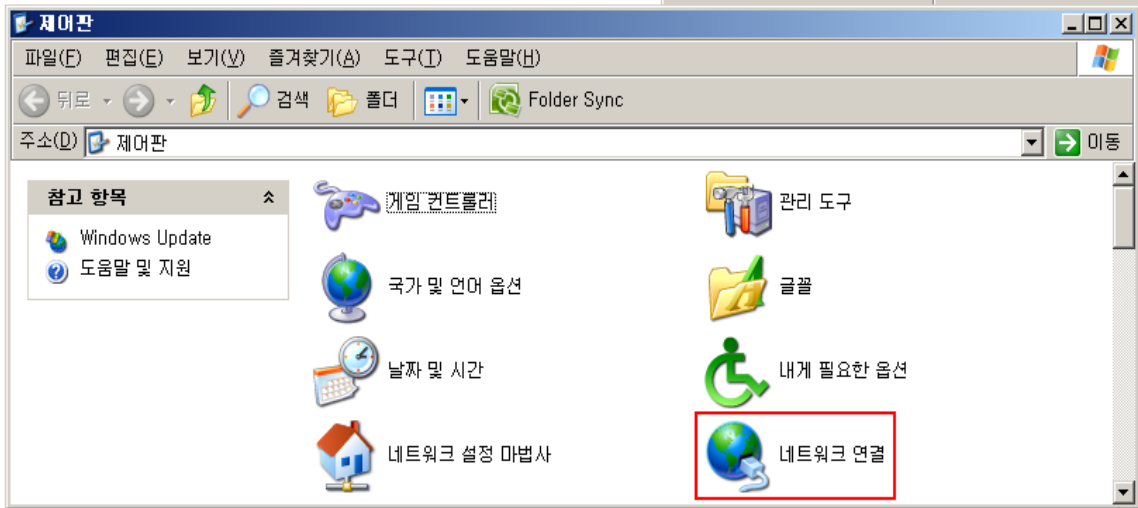 제어판
파일(F) 편집(E) 보기(V) 즐겨찾기(A) 도구(T) 도움말(H)
뒤로 검색 폴더 Folder Sync
주소(D) 제어판 이동
참고 항목
Windows Update
도움말 및 지원
게임 컨트롤러 관리 도구
국가 및 언어 옵션 글꼴
날짜 및 시간 내게 필요한 옵션
네트워크 설정 마법사 네트워크 연결